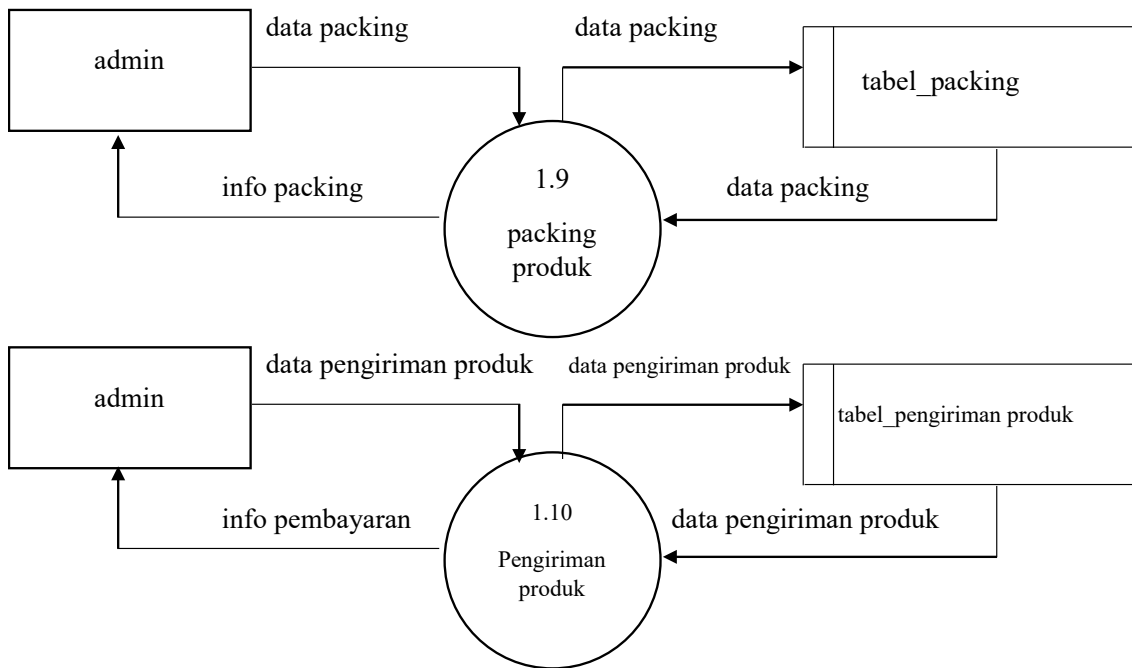 data packing
data packing
admin
tabel_packing
info packing
1.9
data packing
packing
produk
data pengiriman produk
data pengiriman produk
admin
tabel_pengiriman produk
info pembayaran
1.10
data pengiriman produk
Pengiriman
produk